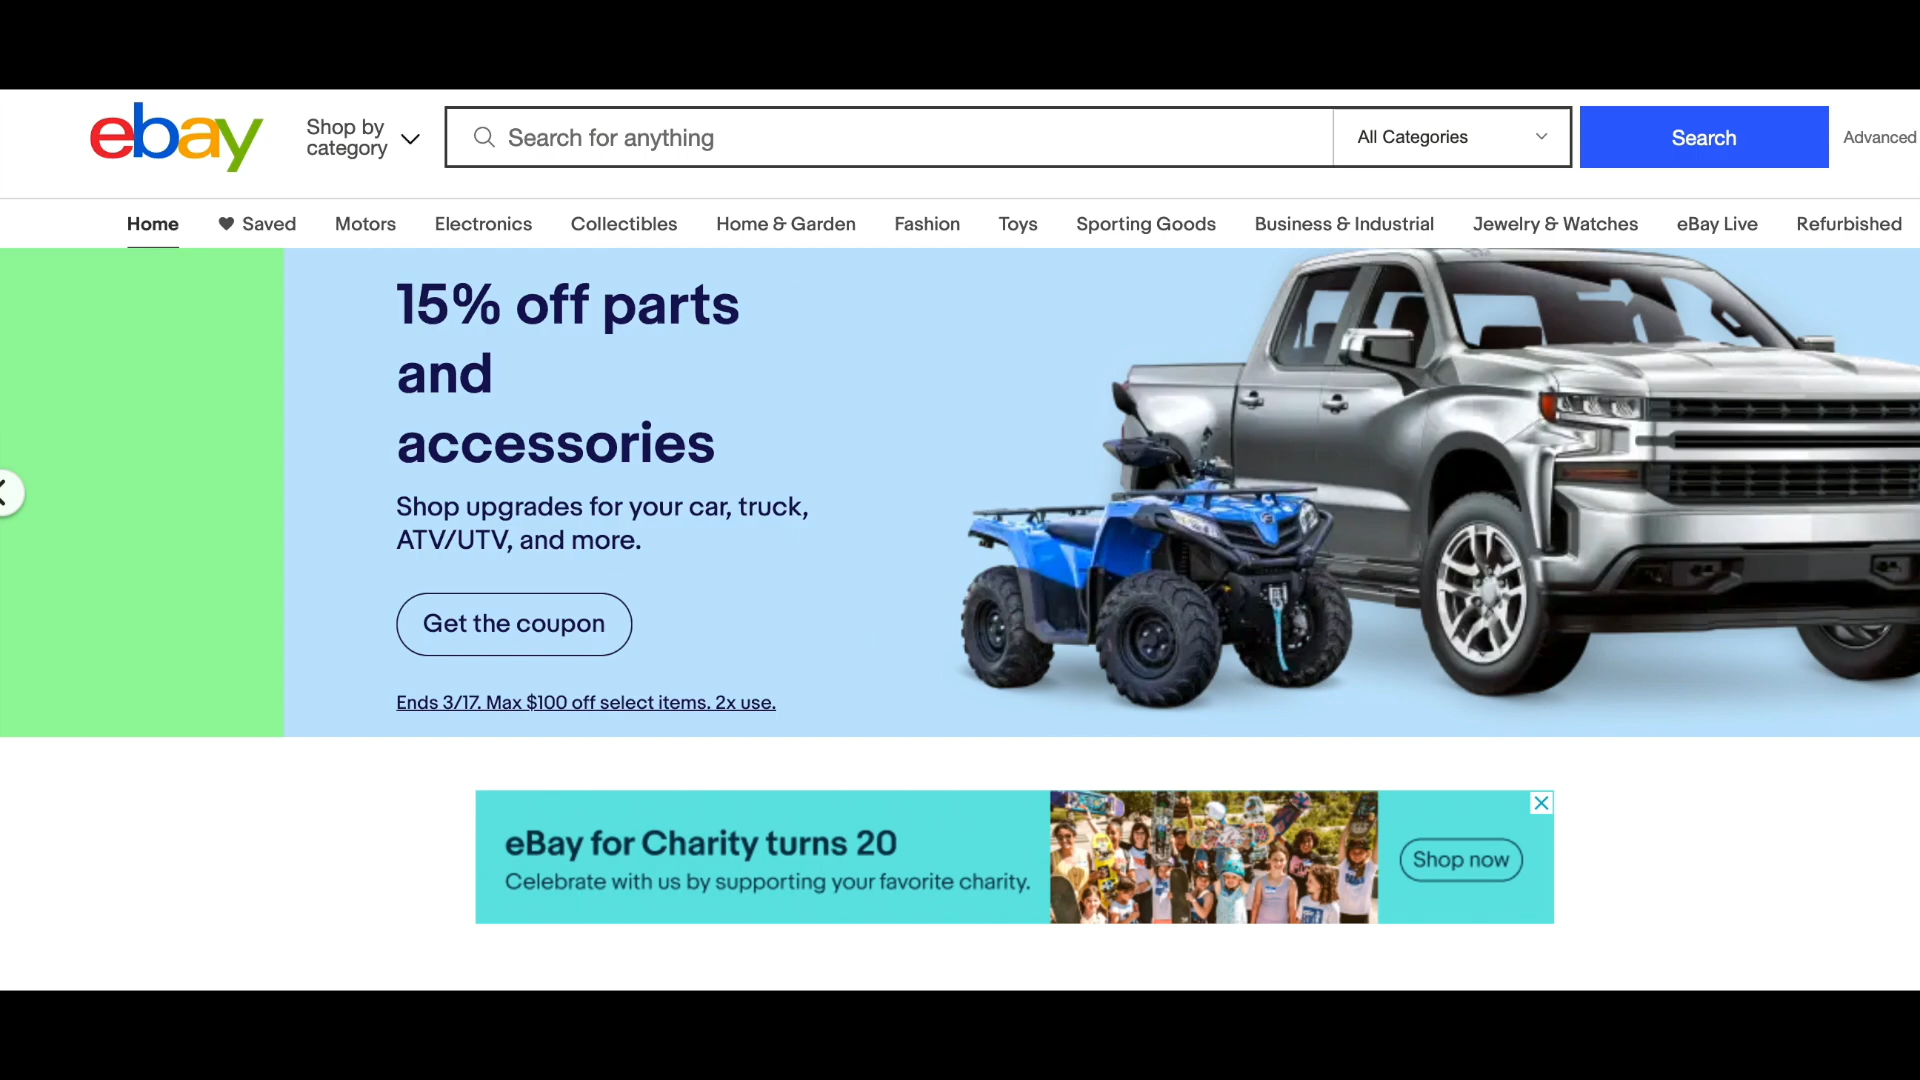 ebay
Shop by
category
Search for anything
All Categories
Search
Advanced
Home
Saved
Motors
Electronics
Collectibles
Home & Garden
Fashion
Toys
Sporting Goods
Business & Industrial
Jewelry & Watches
eBay Live
Refurbished
15% off parts
and
accessories
Shop upgrades for your car, truck,
ATV/UTV, and more.
Get the coupon
Ends 3/17. Max $100 off select items. 2x use.
eBay for Charity turns 20
Celebrate with us by supporting your favorite charity.
Shop now